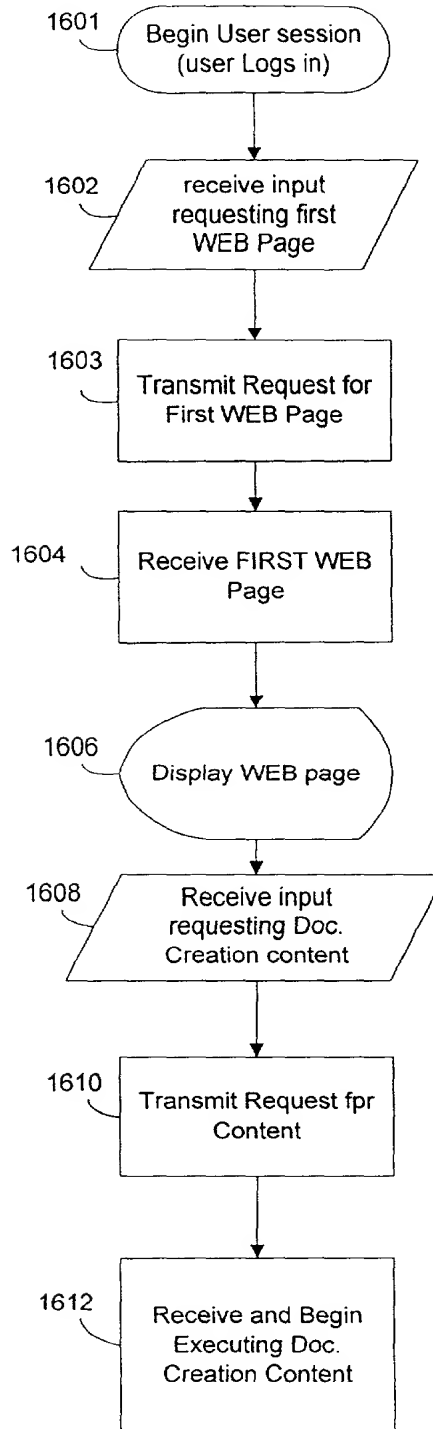 1601
Begin User session
(user Logs in)
1602
receive input
requesting first
WEB Page
1603
Transmit Request for
First WEB Page
1604
Receive FIRST WEB
Page
1606
Display WEB page
1608
Receive input
requesting Doc.
Creation content
1610
Transmit Request fpr
Content
1612
Receive and Begin
Executing Doc.
Creation Content